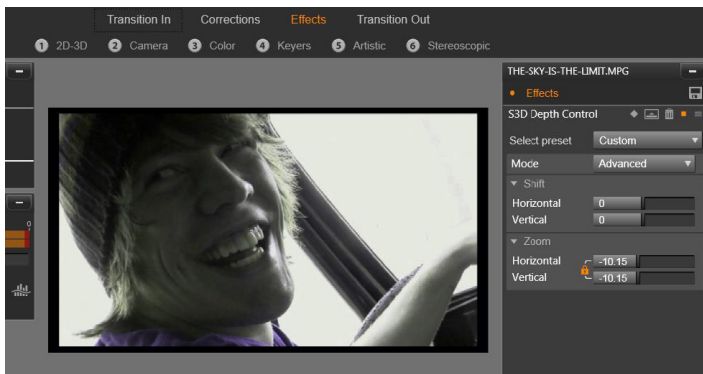 Transition In Corrections Effects Transition Out
1 2D-3D 2 Camera 3 Color 4 Keyers 5 Artistic 6 Stereoscopic
THE-SKY-IS-THE-LIMIT.MPG
Effects
S3D Depth Control
Select preset Custom
Mode Advanced
Shift
Horizontal 0
Vertical 0
Zoom
Horizontal -10.15
Vertical -10.15
0